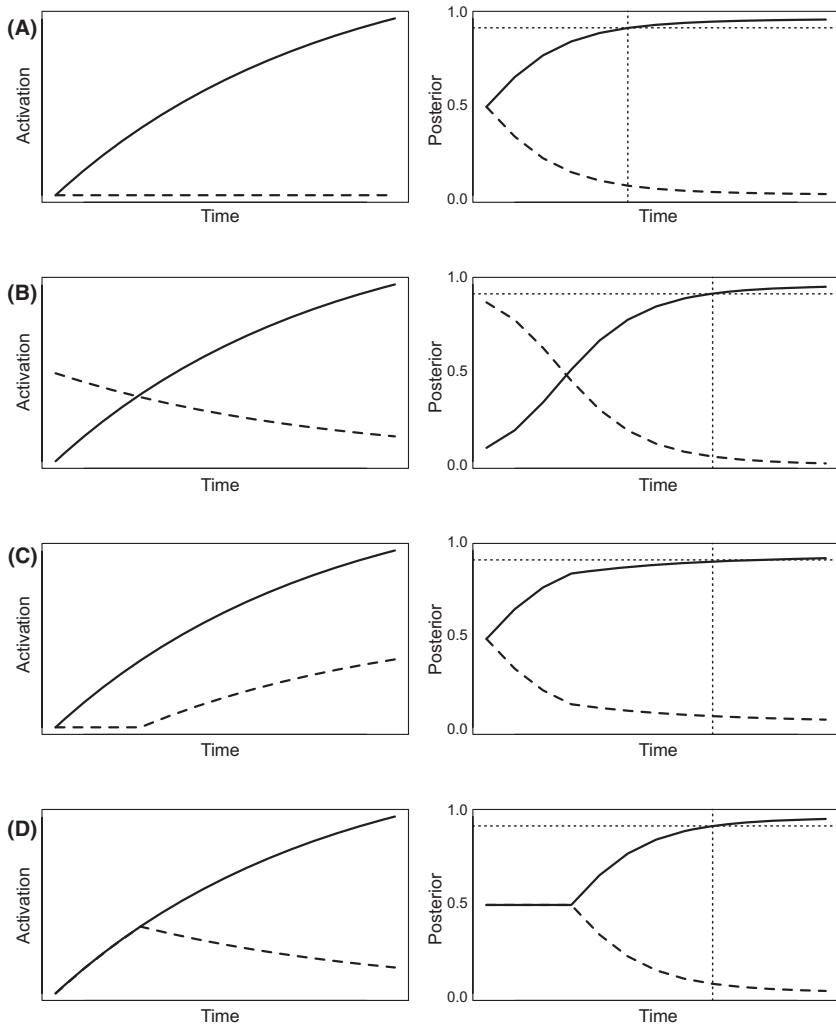 (A)
Activation
Time
Posterior
1.0
0.5
0.0
Time
(B)
Activation
Time
Posterior
1.0
0.5
0.0
Time
(C)
Activation
Time
Posterior
1.0
0.5
0.0
Time
(D)
Activation
Time
Posterior
1.0
0.5
0.0
Time